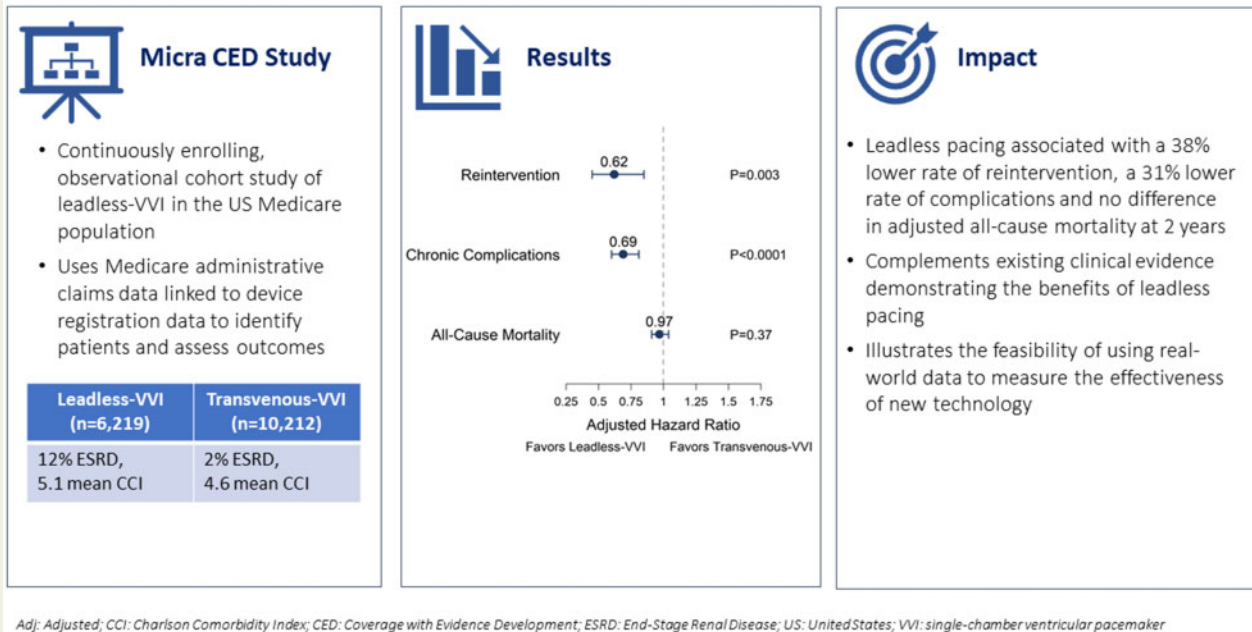 Micra CED Study
• Continuously enrolling,
observational cohort study of
leadless-VVI in the US Medicare
population
• Uses Medicare administrative
claims data linked to device
registration data to identify
patients and assess outcomes
Leadless-VVI Transvenous-VVI
(n=6,219) (n=10,212)
12% ESRD, 2% ESRD,
5.1 mean CCI 4.6 mean CCI
Results
0.62
Reintervention P=0.003
0.69
Chronic Complications P<0.0001
0.97
All-Cause Mortality P=0.37
0.25 0.5 0.75 1 1.25 1.5 1.75
Adjusted Hazard Ratio
Favors Leadless-VVI Favors Transvenous-VVI
Impact
• Leadless pacing associated with a 38%
lower rate of reintervention, a 31% lower
rate of complications and no difference
in adjusted all-cause mortality at 2 years
• Complements existing clinical evidence
demonstrating the benefits of leadless
pacing
• Illustrates the feasibility of using real-
world data to measure the effectiveness
of new technology
Adj: Adjusted; CCI: Charlson Comorbidity Index; CED: Coverage with Evidence Development; ESRD: End-Stage Renal Disease; US: United States; VVI: single-chamber ventricular pacemaker